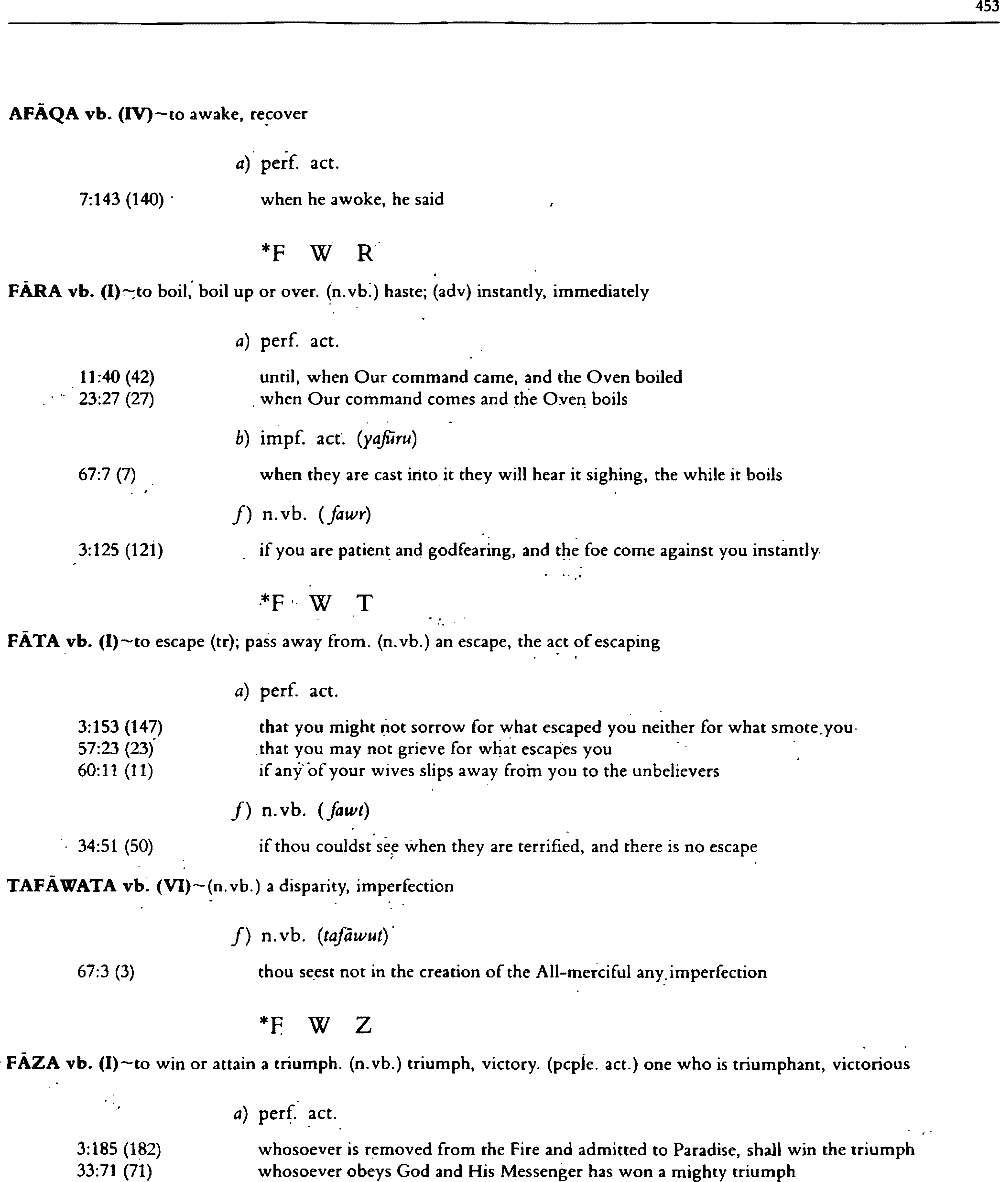 453
AFĀQA vb. (IV)~to awake, recover
a) perf. act.
7:143 (140) when he awoke, he said
*F W R
FĀRA vb. (I)~to boil, boil up or over. (n.vb.) haste; (adv) instantly, immediately
a) perf. act.
11:40 (42) until, when Our command came, and the Oven boiled
23:27 (27) when Our command comes and the Oven boils
b) impf. act. (yafūru)
67:7 (7) when they are cast into it they will hear it sighing, the while it boils
f) n.vb. (fawr)
3:125 (121) if you are patient and godfearing, and the foe come against you instantly
*F W T
FĀTA vb. (I)~to escape (tr); pass away from. (n.vb.) an escape, the act of escaping
a) perf. act.
3:153 (147) that you might not sorrow for what escaped you neither for what smote you
57:23 (23) that you may not grieve for what escapes you
60:11 (11) if any of your wives slips away from you to the unbelievers
f) n.vb. (fawt)
34:51 (50) if thou couldst see when they are terrified, and there is no escape
TAFĀWATA vb. (VI)~(n.vb.) a disparity, imperfection
f) n.vb. (tafāwut)
67:3 (3) thou seest not in the creation of the All-merciful any imperfection
*F W Z
FĀZA vb. (I)~to win or attain a triumph. (n.vb.) triumph, victory. (pcple. act.) one who is triumphant, victorious
a) perf. act.
3:185 (182) whosoever is removed from the Fire and admitted to Paradise, shall win the triumph
33:71 (71) whosoever obeys God and His Messenger has won a mighty triumph